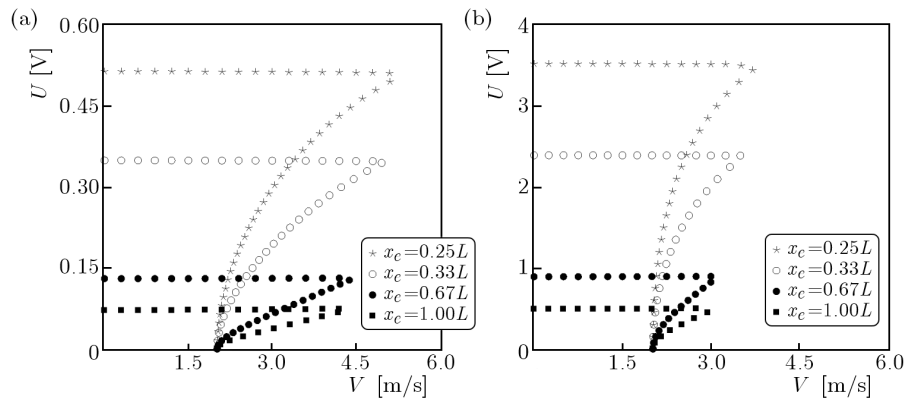 (a)
U [V]
0.60
0.45
0.30
0.15
0
1.5
3.0
4.5
6.0
V [m/s]
x_c=0.25L
x_c=0.33L
x_c=0.67L
x_c=1.00L
(b)
U [V]
4
3
2
1
0
1.5
3.0
4.5
6.0
V [m/s]
x_c=0.25L
x_c=0.33L
x_c=0.67L
x_c=1.00L